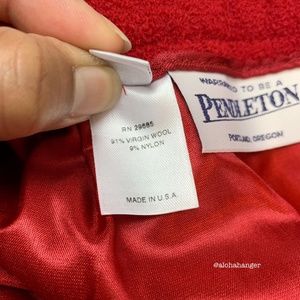 RN 29685
91% VIRGIN WOOL
9% NYLON
MADE IN U.S.A.
WARRANTED TO BE A
PENDLETON
PORTLAND, OREGON
@alohahanger